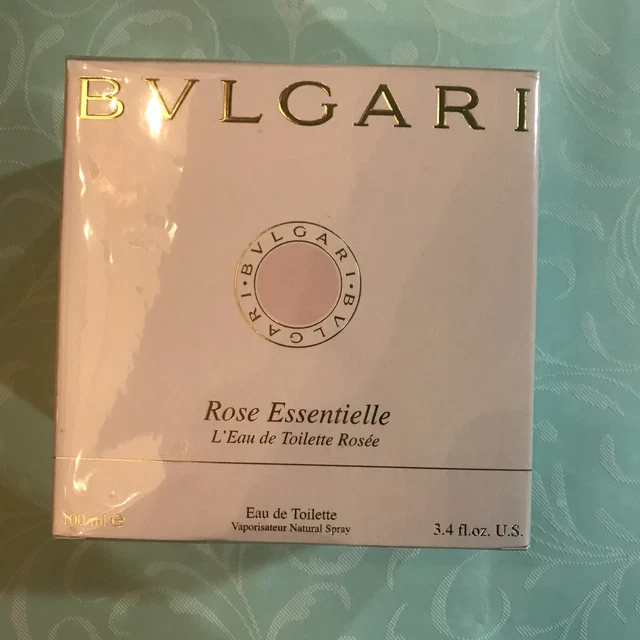 BVLGARI
BVLGARI • BVLGARI •
Rose Essentielle
L'Eau de Toilette Rosée
Eau de Toilette
Vaporisateur Natural Spray
100 ml ℮
3.4 fl.oz. U.S.